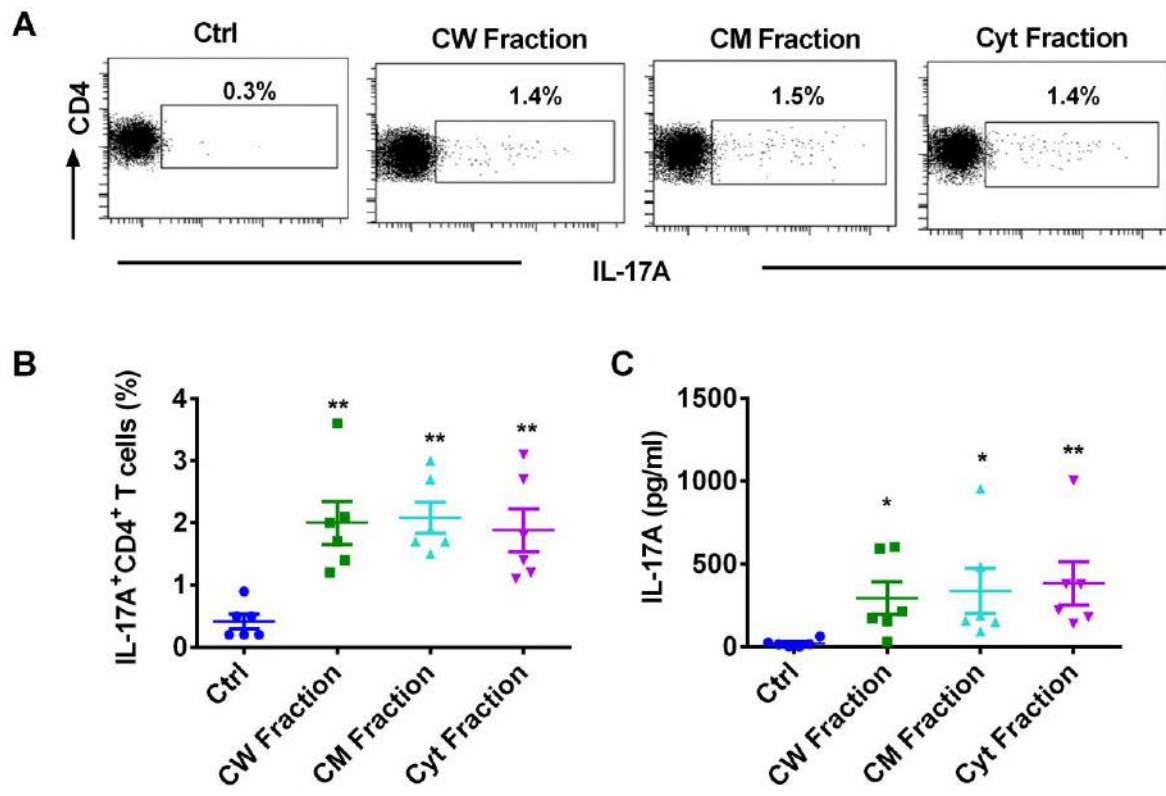 A
Ctrl
CW Fraction
CM Fraction
Cyt Fraction
CD4
0.3%
1.4%
1.5%
1.4%
IL-17A
B
IL-17A+CD4+ T cells (%)
4
3
2
1
0
**
**
**
Ctrl
CW Fraction
CM Fraction
Cyt Fraction
C
IL-17A (pg/ml)
1500
1000
500
0
*
*
**
Ctrl
CW Fraction
CM Fraction
Cyt Fraction